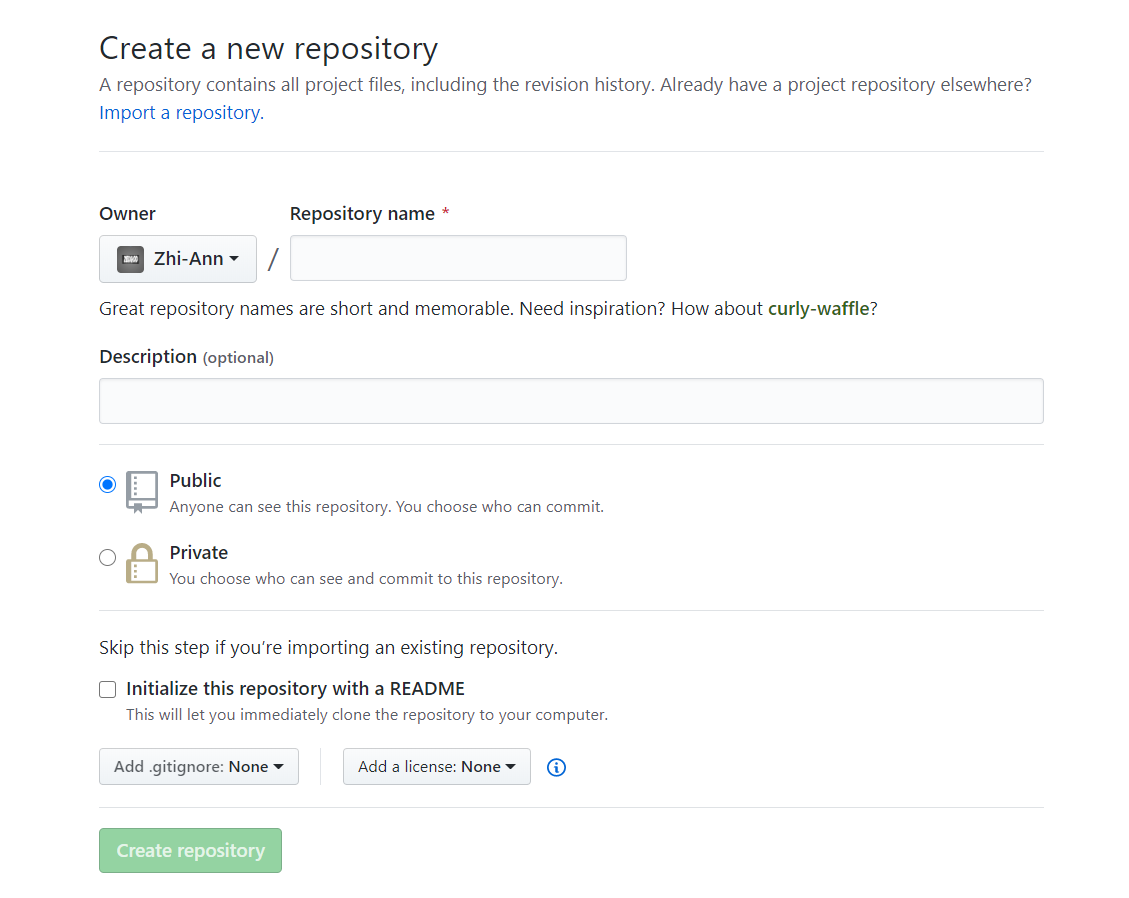 Create a new repository
A repository contains all project files, including the revision history. Already have a project repository elsewhere?
Import a repository.
Owner
Repository name *
Zhi-Ann /
Great repository names are short and memorable. Need inspiration? How about curly-waffle?
Description (optional)
Public
Anyone can see this repository. You choose who can commit.
Private
You choose who can see and commit to this repository.
Skip this step if you’re importing an existing repository.
Initialize this repository with a README
This will let you immediately clone the repository to your computer.
Add .gitignore: None
Add a license: None
Create repository